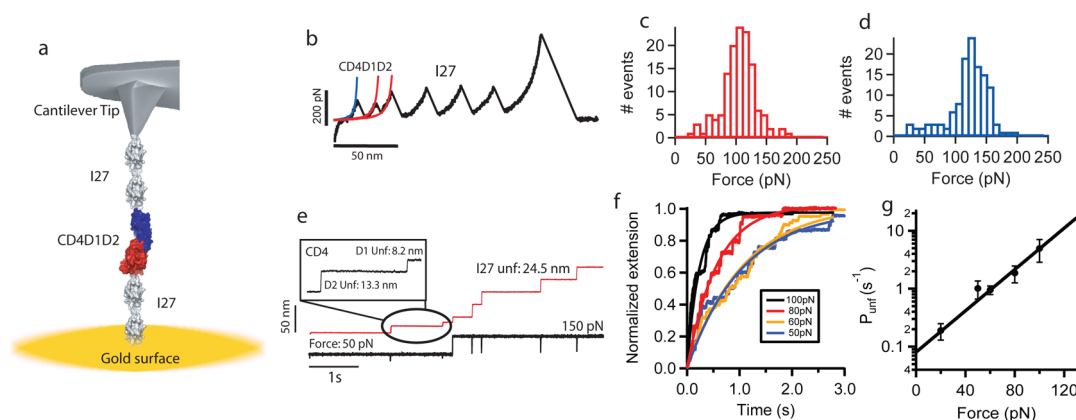 a
Cantilever Tip
I27
CD4D1D2
I27
Gold surface
b
CD4D1D2
I27
200 pN
50 nm
c
# events
20
10
0
0 50 100 150 200 250
Force (pN)
d
# events
20
10
0
0 50 100 150 200 250
Force (pN)
e
CD4
D1 Unf: 8.2 nm
D2 Unf: 13.3 nm
I27 unf: 24.5 nm
50 nm
Force: 50 pN
150 pN
1s
f
Normalized extension
1.0
0.8
0.6
0.4
0.2
0.0
100pN
80pN
60pN
50pN
0.0 1.0 2.0 3.0
Time (s)
g
Punf (s-1)
2
10
4
2
1
4
2
0.1
4
0 40 80 120
Force (pN)